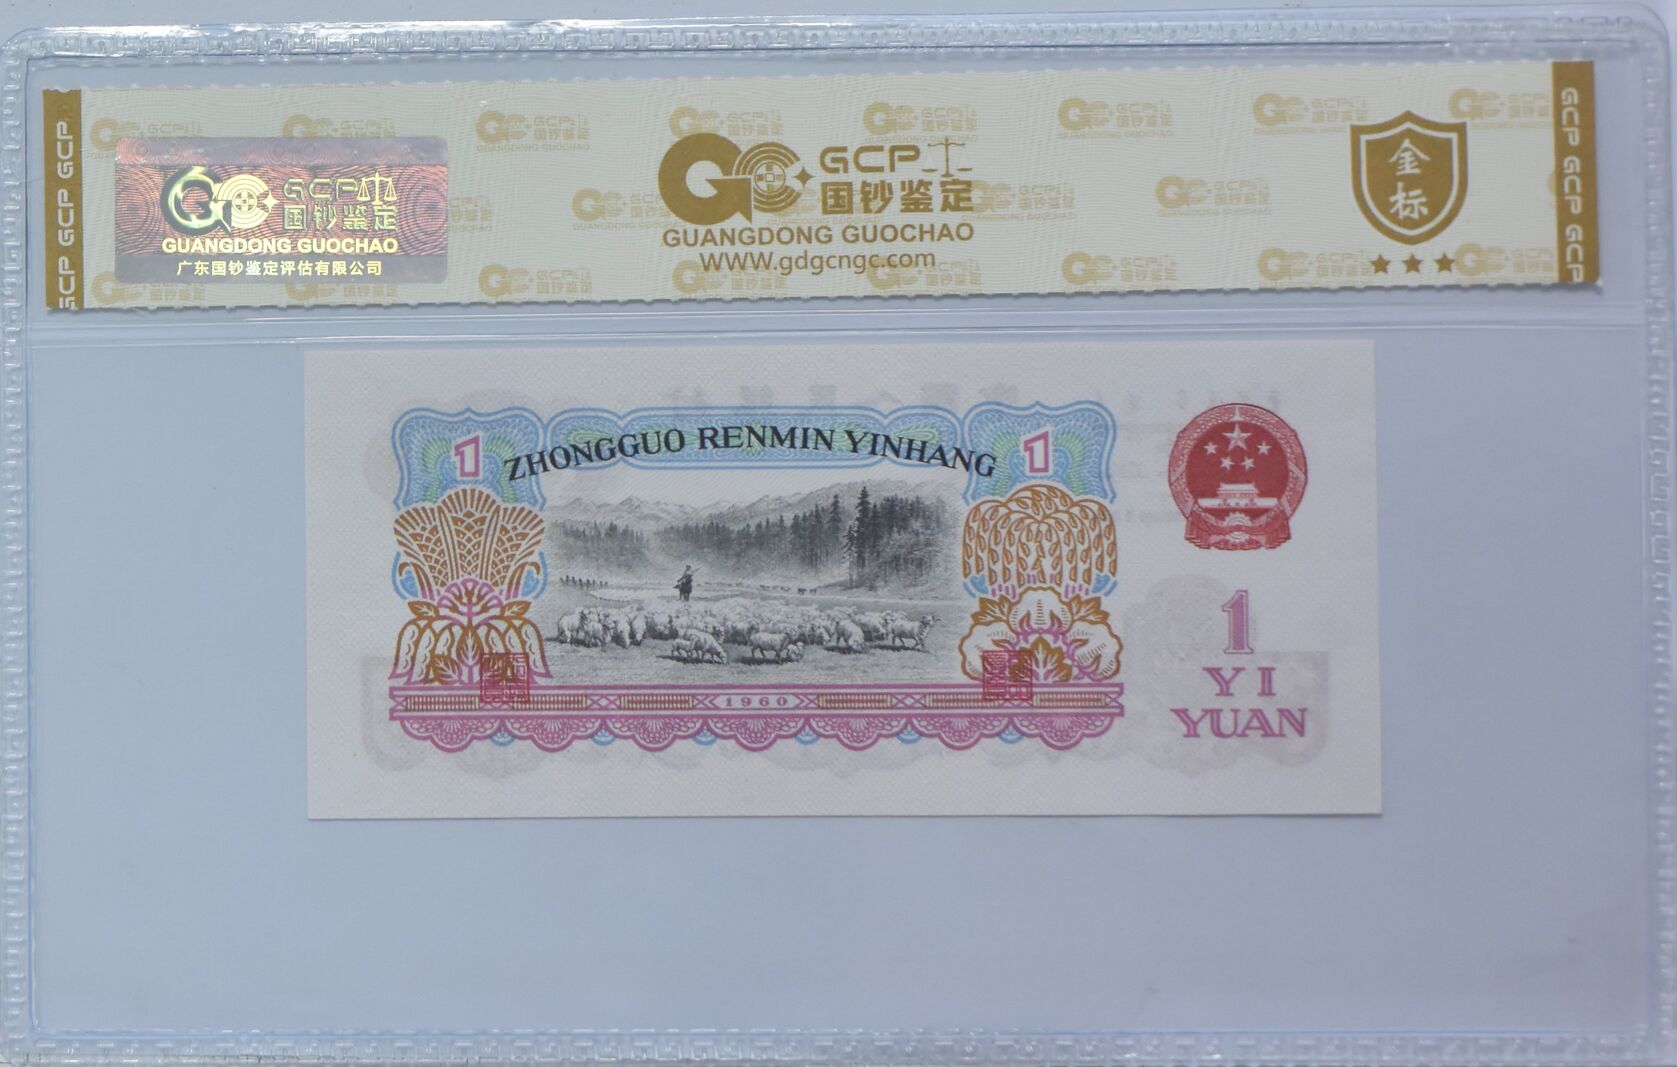 GCP GCP GCP
GCP
国钞鉴定
GUANGDONG GUOCHAO
广东国钞鉴定评估有限公司
GCP
国钞鉴定
GUANGDONG GUOCHAO
WWW.gdgcngc.com
金
标
GCP GCP GCP
1
ZHONGGUO RENMIN YINHANG
1
1960
1
YI
YUAN